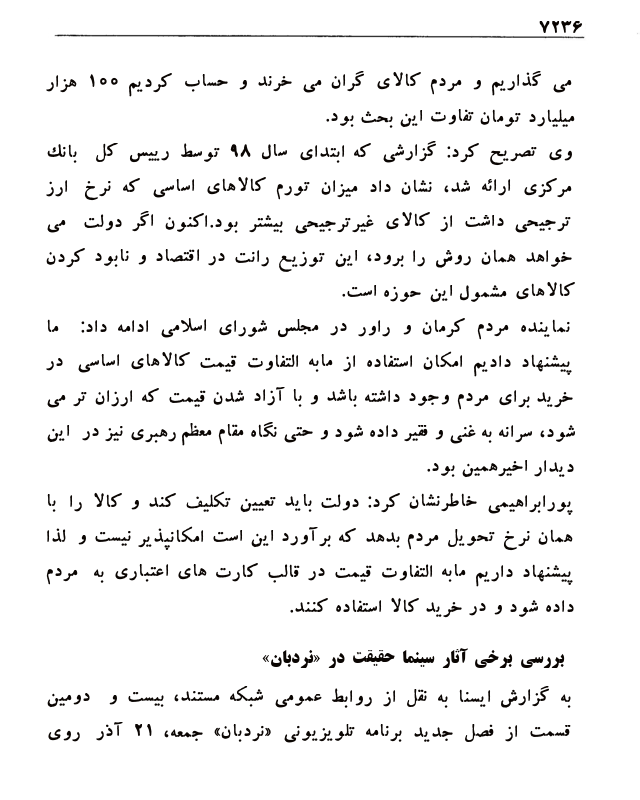 ۷۲۳۶
می گذاریم و مردم کالای گران می خرند و حساب کردیم ۱۰۰ هزار
میلیارد تومان تفاوت این بحث بود.
وی تصریح کرد: گزارشی که ابتدای سال ۹۸ توسط رییس کل بانک
مرکزی ارائه شد، نشان داد میزان تورم کالاهای اساسی که نرخ ارز
ترجیحی داشت از کالای غیرترجیحی بیشتر بود.اکنون اگر دولت می
خواهد همان روش را برود، این توزیع رانت در اقتصاد و نابود کردن
کالاهای مشمول این حوزه است.
نماینده مردم کرمان و راور در مجلس شورای اسلامی ادامه داد: ما
پیشنهاد دادیم امکان استفاده از مابه التفاوت قیمت کالاهای اساسی در
خرید برای مردم وجود داشته باشد و با آزاد شدن قیمت که ارزان تر می
شود، سرانه به غنی و فقیر داده شود و حتی نگاه مقام معظم رهبری نیز در این
دیدار اخیرهمین بود.
پورابراهیمی خاطرنشان کرد: دولت باید تعیین تکلیف کند و کالا را با
همان نرخ تحویل مردم بدهد که برآورد این است امکانپذیر نیست و لذا
پیشنهاد داریم مابه التفاوت قیمت در قالب کارت های اعتباری به مردم
داده شود و در خرید کالا استفاده کنند.
بررسی برخی آثار سینما حقیقت در «نردبان»
به گزارش ایسنا به نقل از روابط عمومی شبکه مستند، بیست و دومین
قسمت از فصل جدید برنامه تلویزیونی «نردبان» جمعه، ۲۱ آذر روی